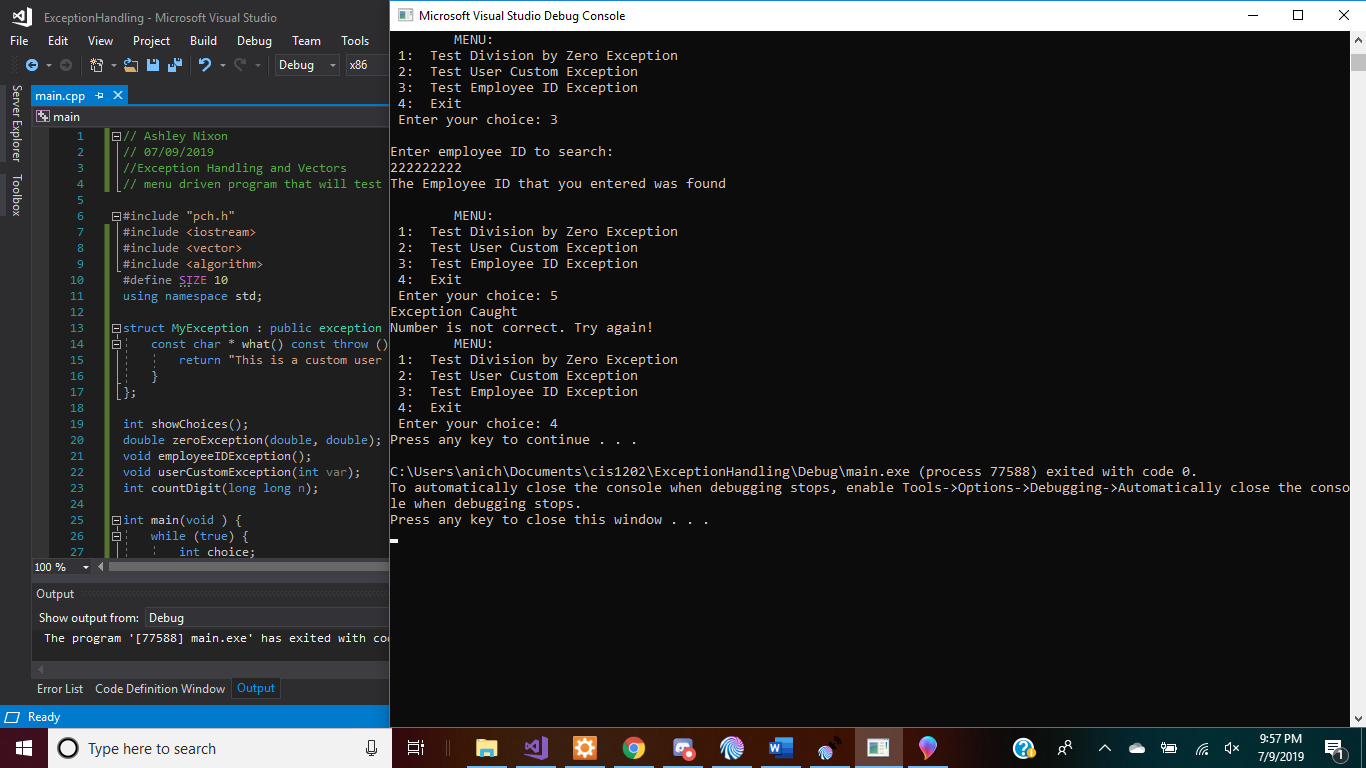 ExceptionHandling - Microsoft Visual Studio
File Edit View Project Build Debug Team Tools
Debug x86
Server Explorer
Toolbox
main.cpp
main
1 // Ashley Nixon
2 // 07/09/2019
3 //Exception Handling and Vectors
4 // menu driven program that will test
5
6 #include "pch.h"
7 #include <iostream>
8 #include <vector>
9 #include <algorithm>
10 #define SIZE 10
11 using namespace std;
12
13 struct MyException : public exception
14 const char * what() const throw ()
15 return "This is a custom user
16 }
17 };
18
19 int showChoices();
20 double zeroException(double, double);
21 void employeeIDException();
22 void userCustomException(int var);
23 int countDigit(long long n);
24
25 int main(void ) {
26 while (true) {
27 int choice;
100 %
Output
Show output from: Debug
The program '[77588] main.exe' has exited with
Error List Code Definition Window Output
Ready
Microsoft Visual Studio Debug Console
MENU:
1: Test Division by Zero Exception
2: Test User Custom Exception
3: Test Employee ID Exception
4: Exit
Enter your choice: 3
Enter employee ID to search:
222222222
The Employee ID that you entered was found
MENU:
1: Test Division by Zero Exception
2: Test User Custom Exception
3: Test Employee ID Exception
4: Exit
Enter your choice: 5
Exception Caught
Number is not correct. Try again!
MENU:
1: Test Division by Zero Exception
2: Test User Custom Exception
3: Test Employee ID Exception
4: Exit
Enter your choice: 4
Press any key to continue . . .
C:\Users\anich\Documents\cis1202\ExceptionHandling\Debug\main.exe (process 77588) exited with code 0.
To automatically close the console when debugging stops, enable Tools->Options->Debugging->Automatically close the conso
le when debugging stops.
Press any key to close this window . . .
Type here to search
9:57 PM
7/9/2019
1